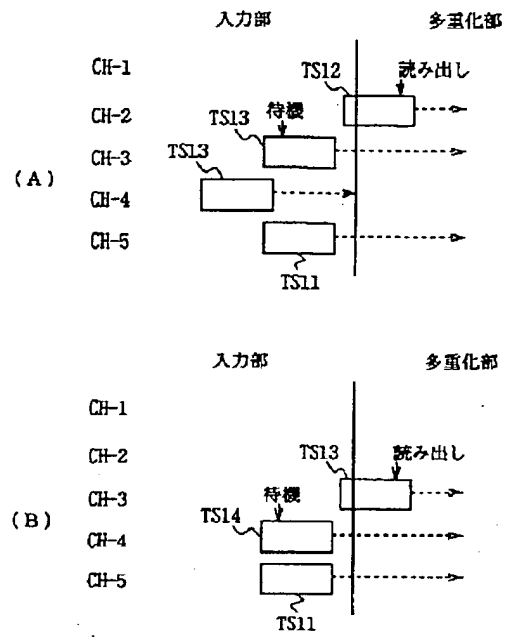 入力部 多重化部
CH-1 TS12 読み出し
CH-2
TS13 待機
CH-3
TS13
(A)
CH-4
CH-5
TS11
入力部 多重化部
CH-1
CH-2
TS13 読み出し
CH-3
待機
TS14
(B)
CH-4
CH-5
TS11